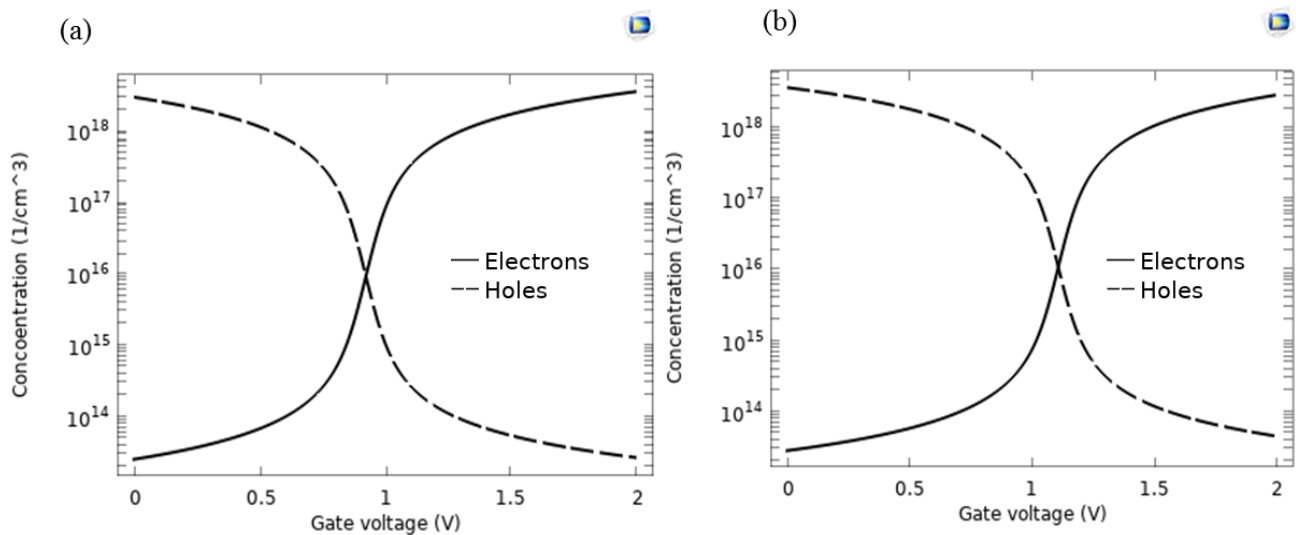 (a)
Concoentration (1/cm^3)
10^18
10^17
10^16
10^15
10^14
Electrons
Holes
0 0.5 1 1.5 2
Gate voltage (V)
(b)
Concentration (1/cm^3)
10^18
10^17
10^16
10^15
10^14
Electrons
Holes
0 0.5 1 1.5 2
Gate voltage (V)